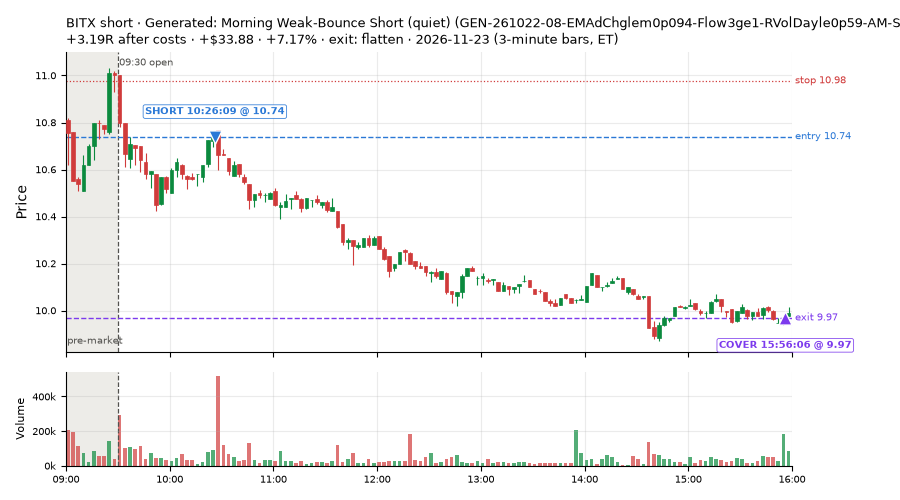 BITX short · Generated: Morning Weak-Bounce Short (quiet) (GEN-261022-08-EMAdChglem0p094-Flow3ge1-RVolDayle0p59-AM-S
+3.19R after costs · +$33.88 · +7.17% · exit: flatten · 2026-11-23 (3-minute bars, ET)
09:30 open
11.0
stop 10.98
SHORT 10:26:09 @ 10.74
10.8
entry 10.74
10.6
Price
10.4
10.2
10.0
exit 9.97
pre-market
COVER 15:56:06 @ 9.97
400k
Volume
200k
0k
09:00
10:00
11:00
12:00
13:00
14:00
15:00
16:00